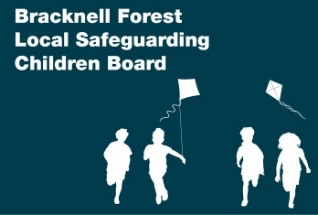 Bracknell Forest
Local Safeguarding
Children Board